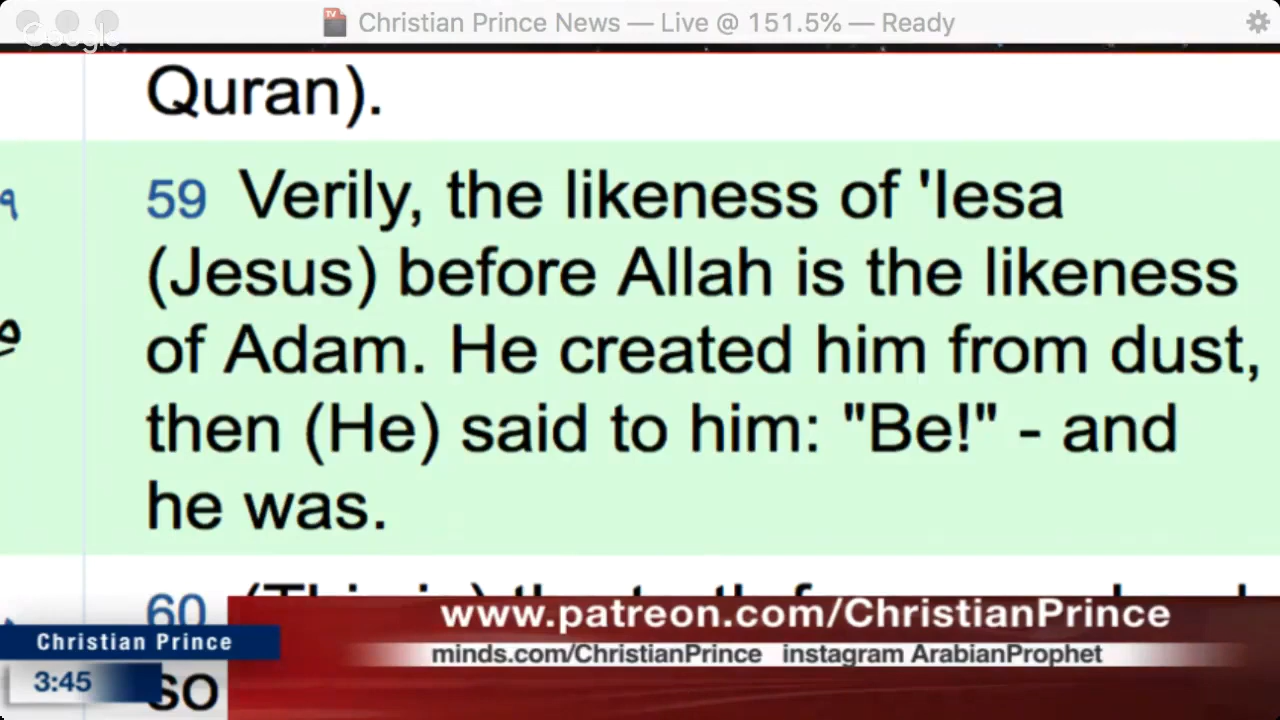 Christian Prince News — Live @ 151.5% — Ready
Google
Quran).
59 Verily, the likeness of 'Iesa
(Jesus) before Allah is the likeness
of Adam. He created him from dust,
then (He) said to him: "Be!" - and
he was.
60
so
www.patreon.com/ChristianPrince
Christian Prince
minds.com/ChristianPrince instagram ArabianProphet
3:45